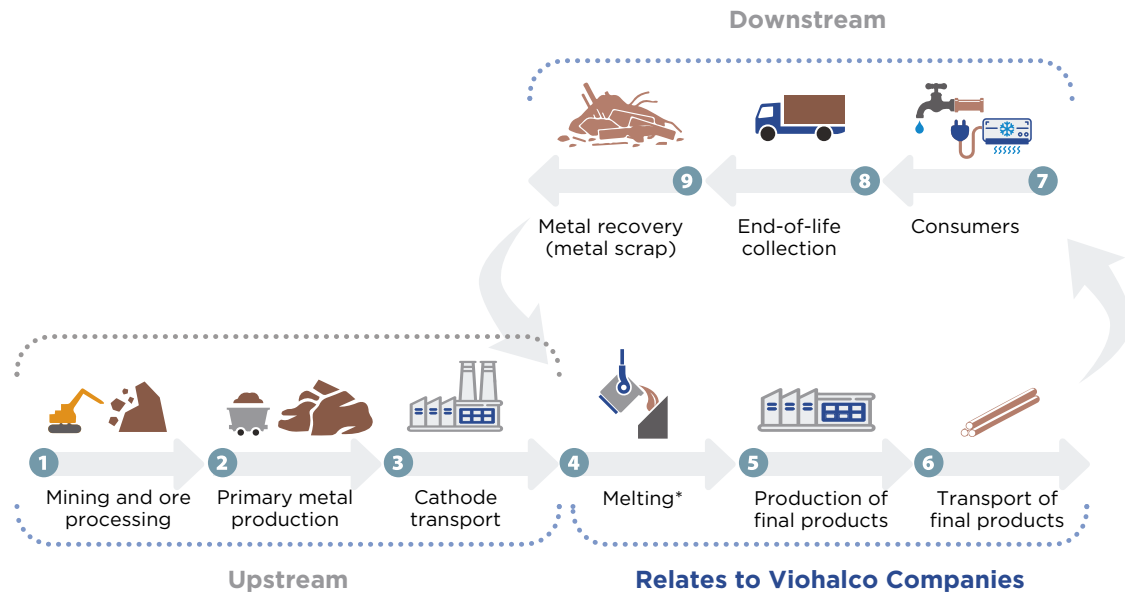 Downstream
9
8
7
Metal recovery
(metal scrap)
End-of-life
collection
Consumers
1
2
3
4
5
6
Mining and ore
processing
Primary metal
production
Cathode
transport
Melting*
Production of
final products
Transport of
final products
Upstream
Relates to Viohalco Companies